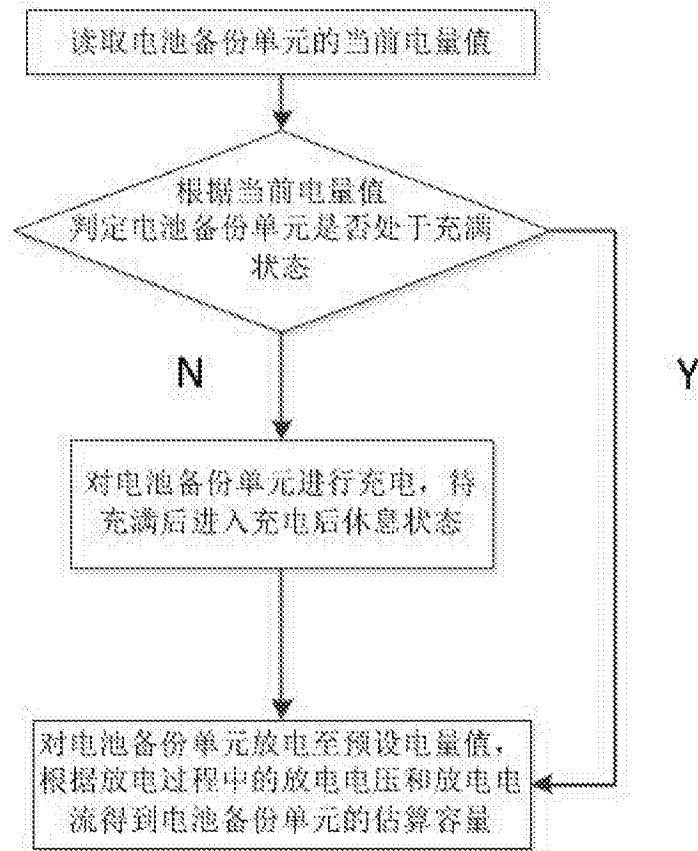 读取电池备份单元的当前电量值
根据当前电量值
判定电池备份单元是否处于充满
状态
N
Y
对电池备份单元进行充电，待
充满后进入充电后休息状态
对电池备份单元放电至预设电量值，
根据放电过程中的放电电压和放电电
流得到电池备份单元的估算容量